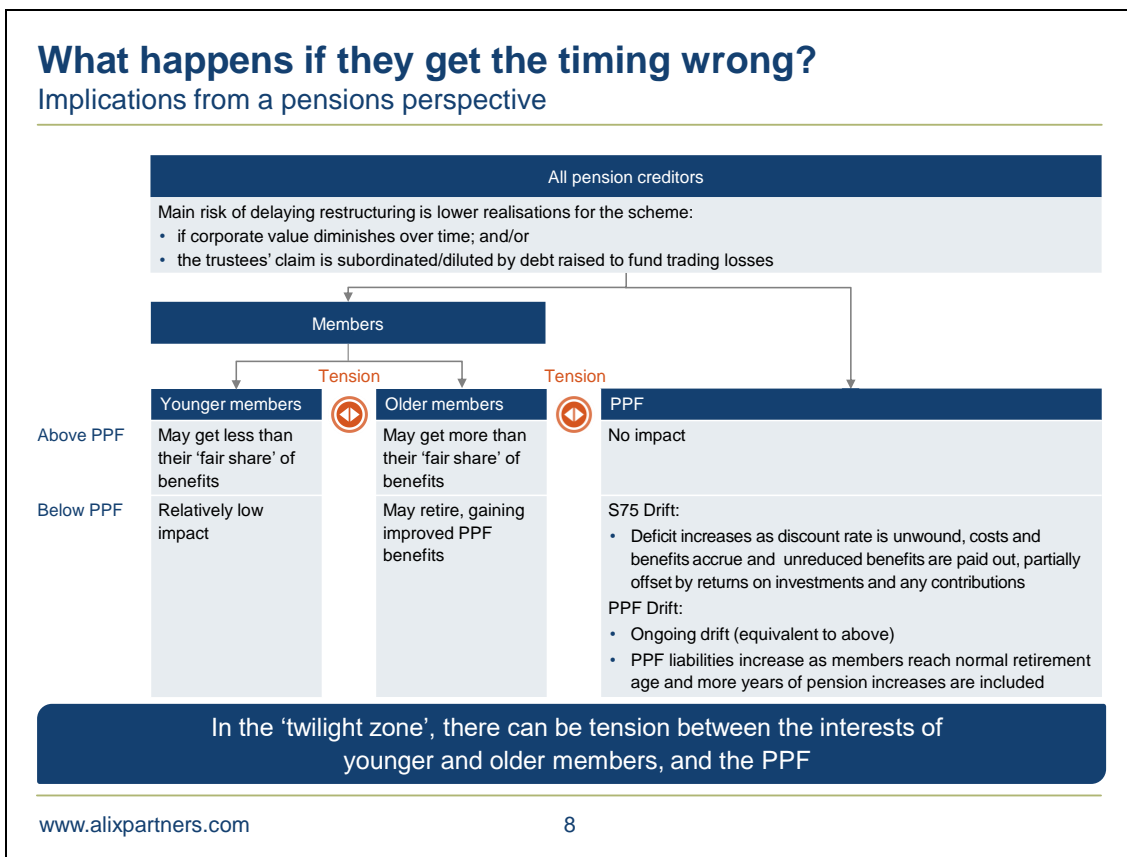 What happens if they get the timing wrong?
Implications from a pensions perspective
All pension creditors
Main risk of delaying restructuring is lower realisations for the scheme:
• if corporate value diminishes over time; and/or
• the trustees’ claim is subordinated/diluted by debt raised to fund trading losses
Members
Tension
Tension
Younger members
Older members
PPF
Above PPF
May get less than
their ‘fair share’ of
benefits
May get more than
their ‘fair share’ of
benefits
No impact
Below PPF
Relatively low
impact
May retire, gaining
improved PPF
benefits
S75 Drift:
• Deficit increases as discount rate is unwound, costs and
benefits accrue and unreduced benefits are paid out, partially
offset by returns on investments and any contributions
PPF Drift:
• Ongoing drift (equivalent to above)
• PPF liabilities increase as members reach normal retirement
age and more years of pension increases are included
In the ‘twilight zone’, there can be tension between the interests of
younger and older members, and the PPF
www.alixpartners.com
8